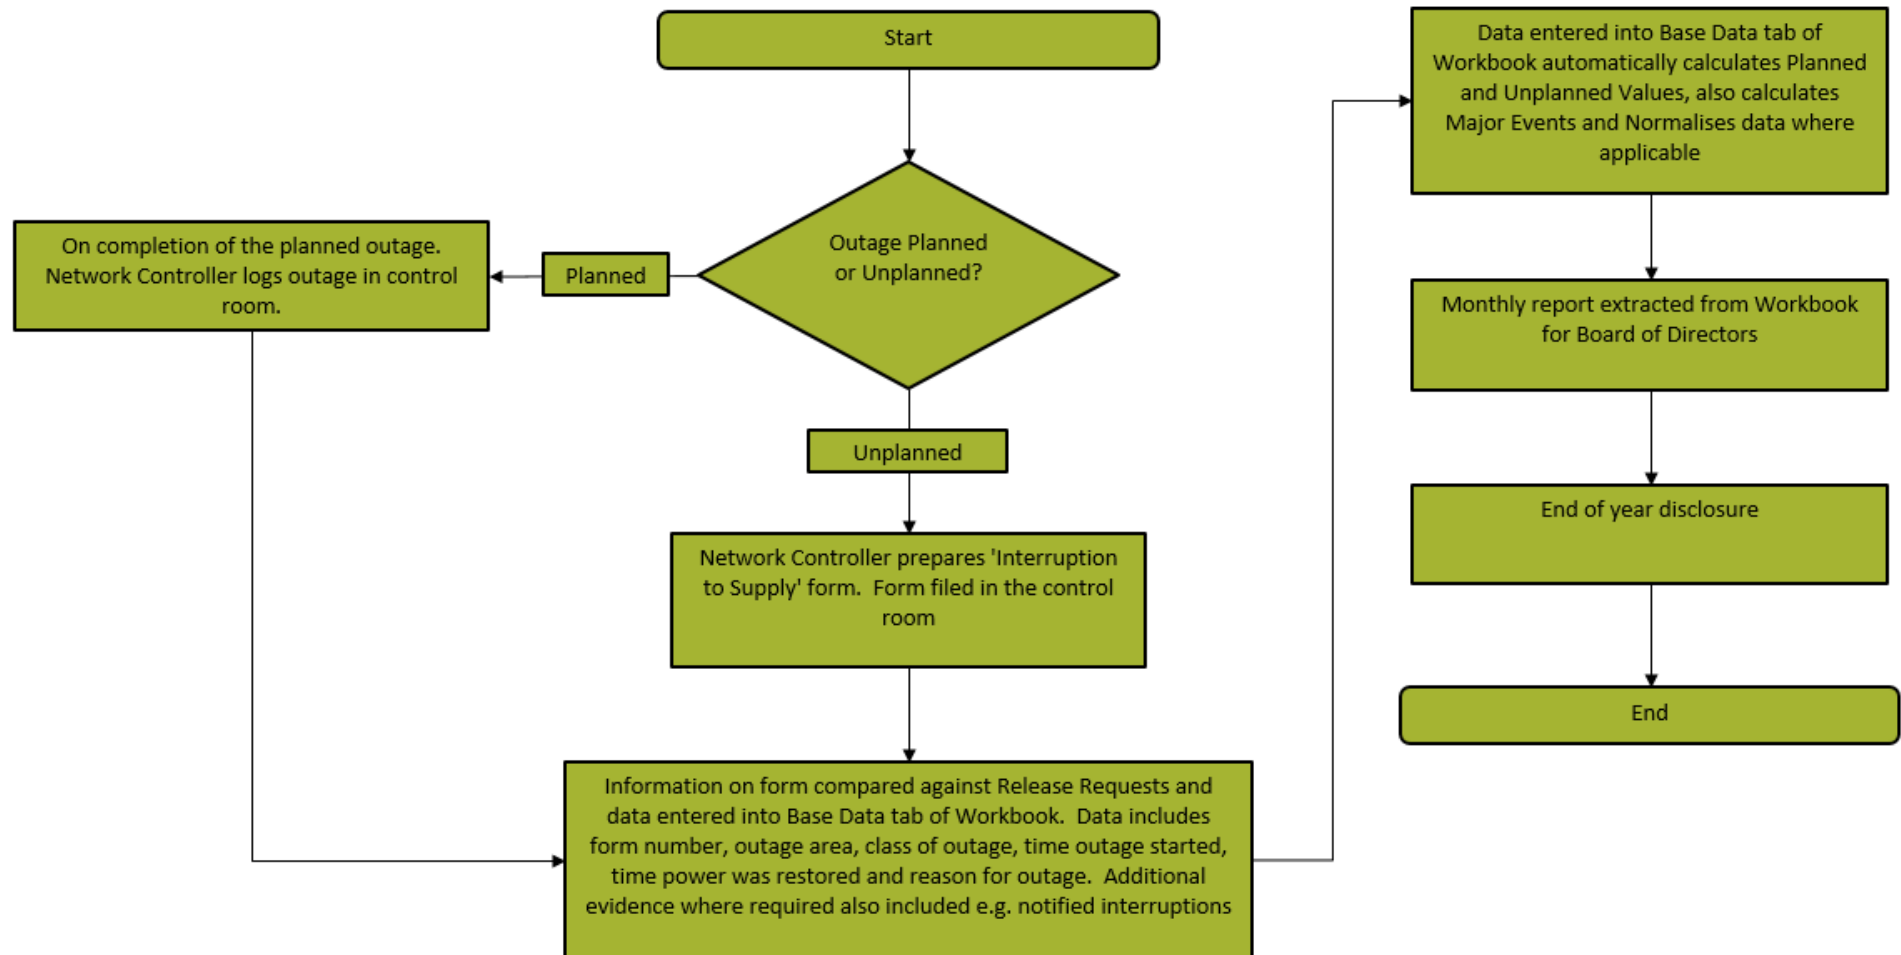 Start
Outage Planned
or Unplanned?
Planned
On completion of the planned outage.
Network Controller logs outage in control
room.
Unplanned
Network Controller prepares 'Interruption
to Supply' form.  Form filed in the control
room
Information on form compared against Release Requests and
data entered into Base Data tab of Workbook.  Data includes
form number, outage area, class of outage, time outage started,
time power was restored and reason for outage.  Additional
evidence where required also included e.g. notified interruptions
Data entered into Base Data tab of
Workbook automatically calculates Planned
and Unplanned Values, also calculates
Major Events and Normalises data where
applicable
Monthly report extracted from Workbook
for Board of Directors
End of year disclosure
End